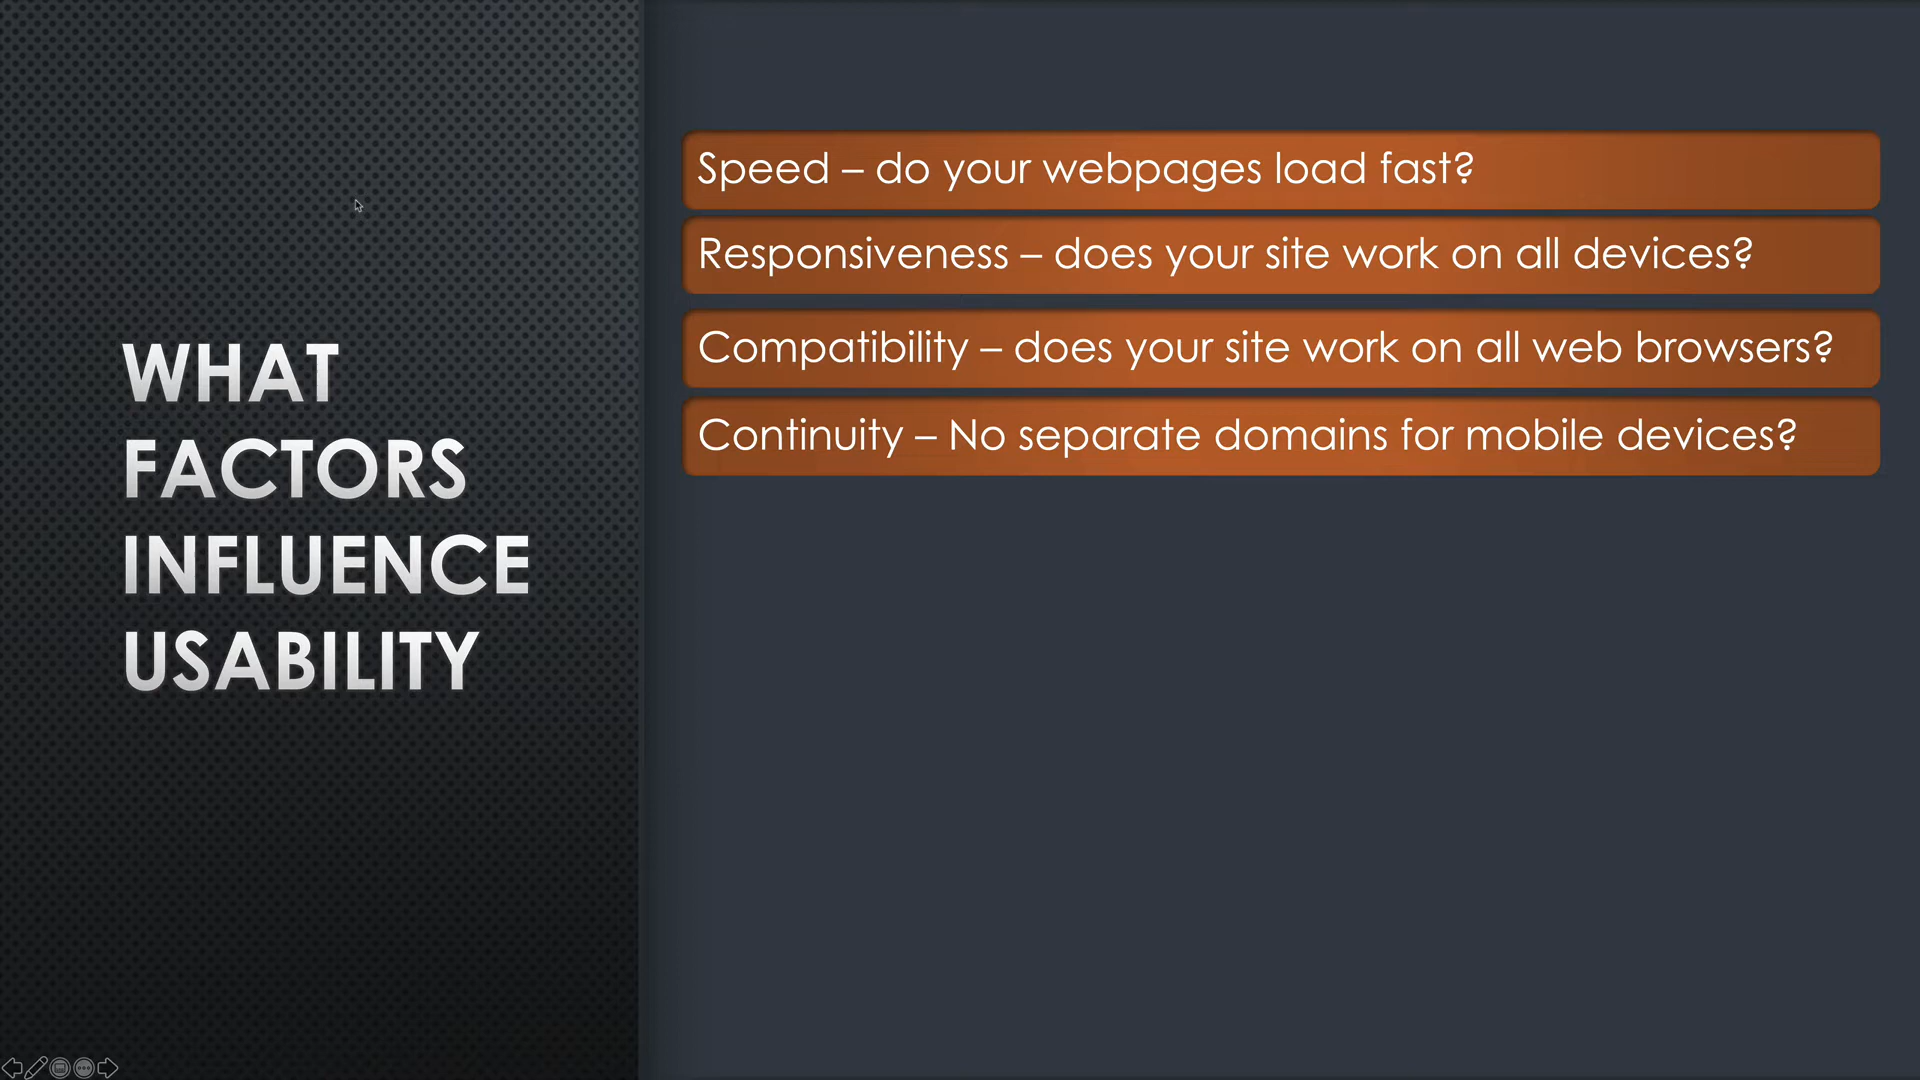 WHAT
FACTORS
INFLUENCE
USABILITY
Speed – do your webpages load fast?
Responsiveness – does your site work on all devices?
Compatibility – does your site work on all web browsers?
Continuity – No separate domains for mobile devices?